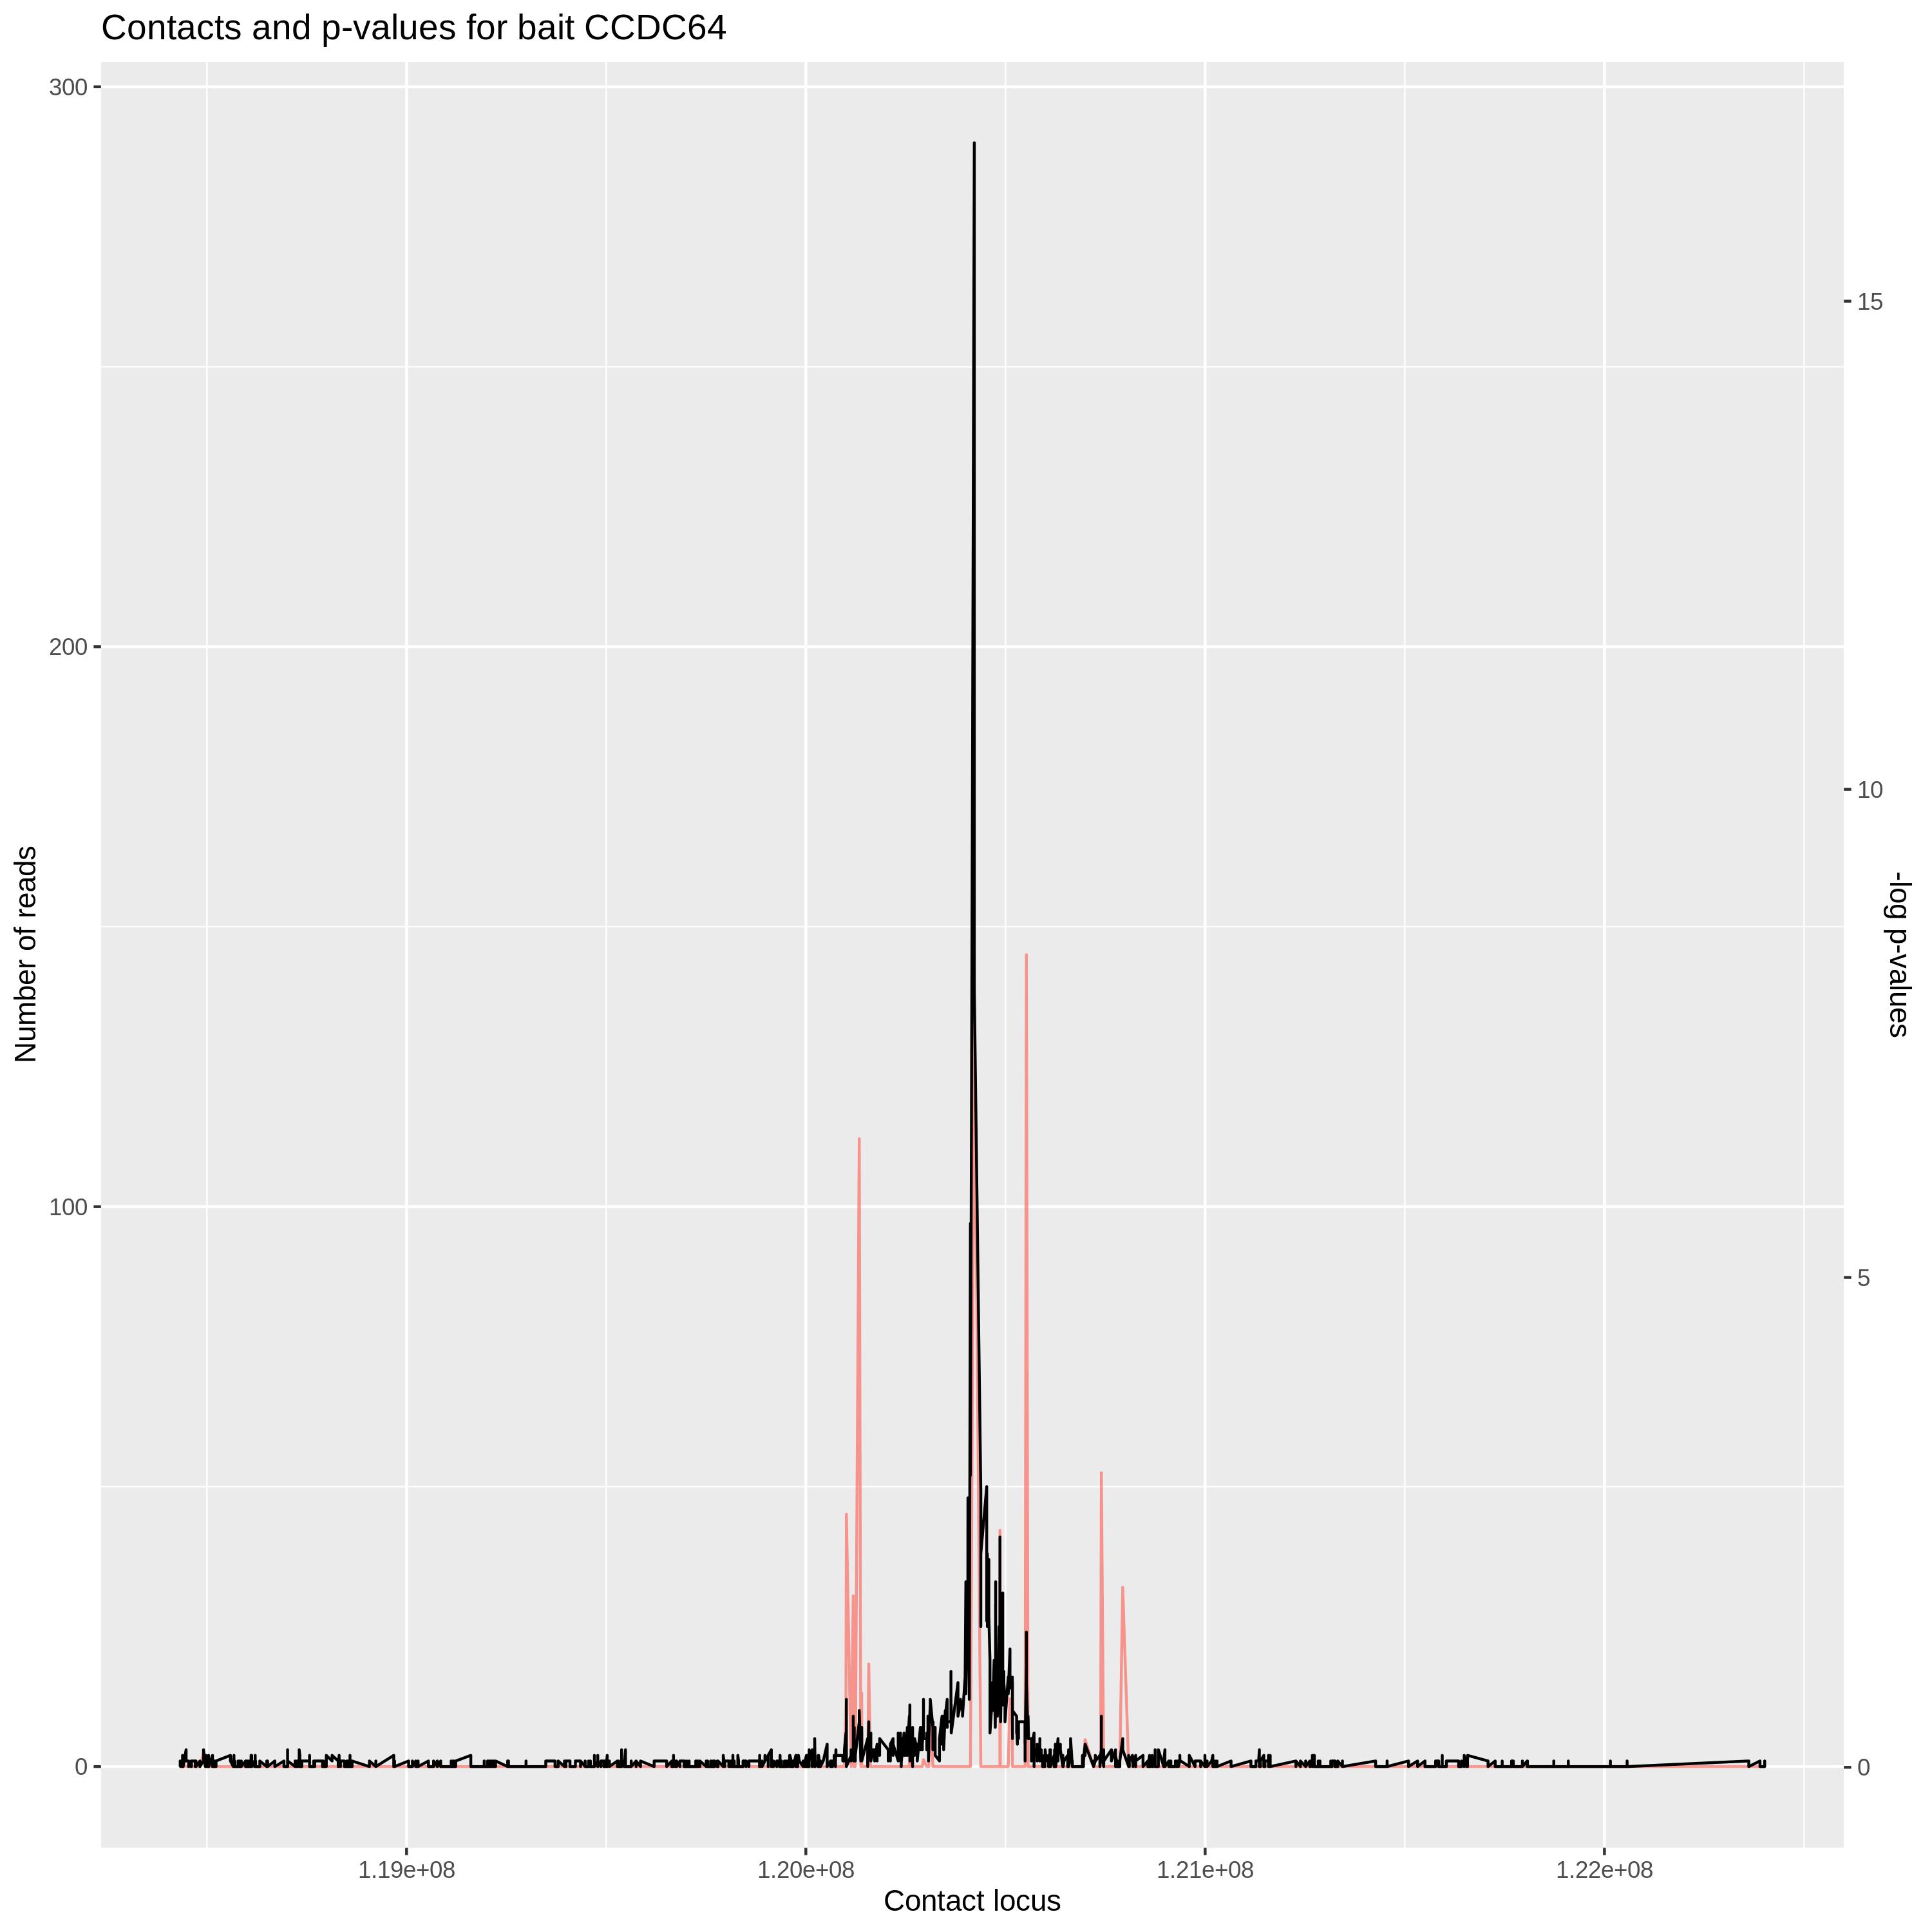 Contacts and p-values for bait CCDC64
300
200
100
0
Number of reads
15
10
5
0
-log p-values
1.19e+08 1.20e+08 1.21e+08 1.22e+08
Contact locus